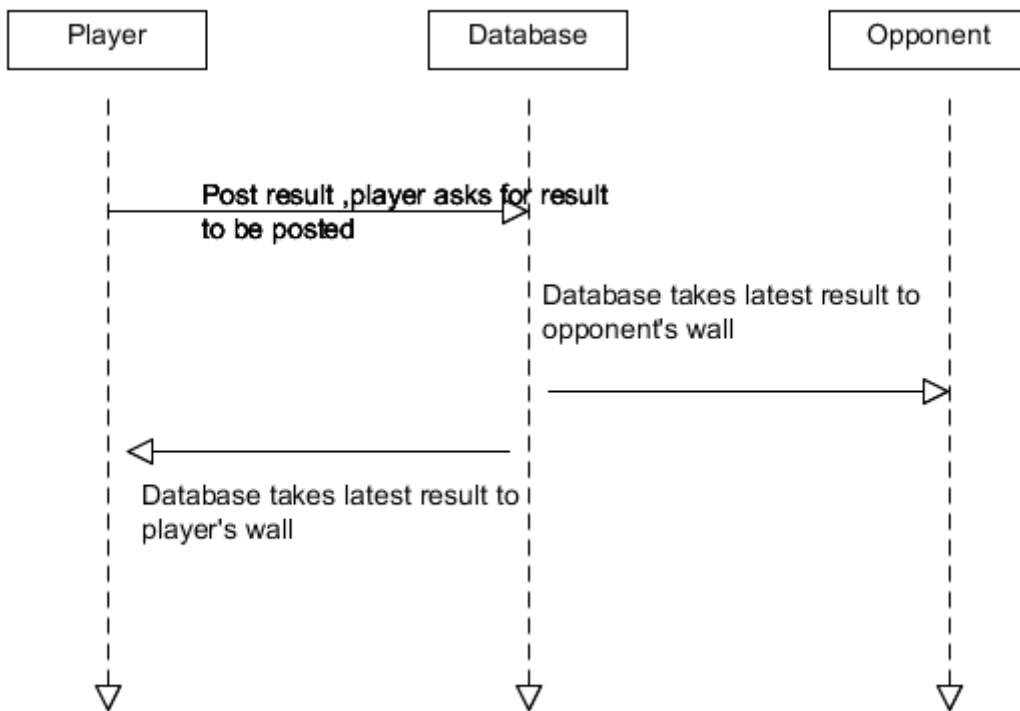 Player
Database
Opponent
Post result ,player asks for result
to be posted
Database takes latest result to
opponent's wall
Database takes latest result to
player's wall